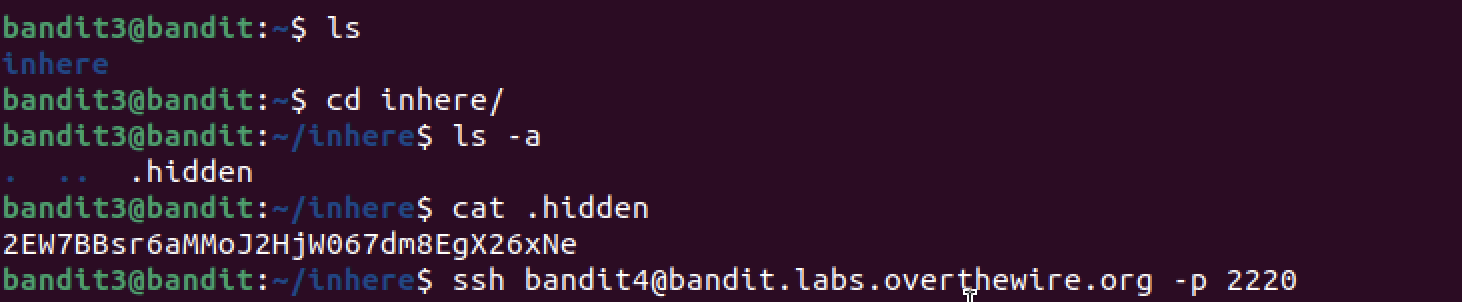 bandit3@bandit:~$ ls
inhere
bandit3@bandit:~$ cd inhere/
bandit3@bandit:~/inhere$ ls -a
.  ..  .hidden
bandit3@bandit:~/inhere$ cat .hidden
2EW7BBsr6aMMoJ2HjW067dm8EgX26xNe
bandit3@bandit:~/inhere$ ssh bandit4@bandit.labs.overthewire.org -p 2220